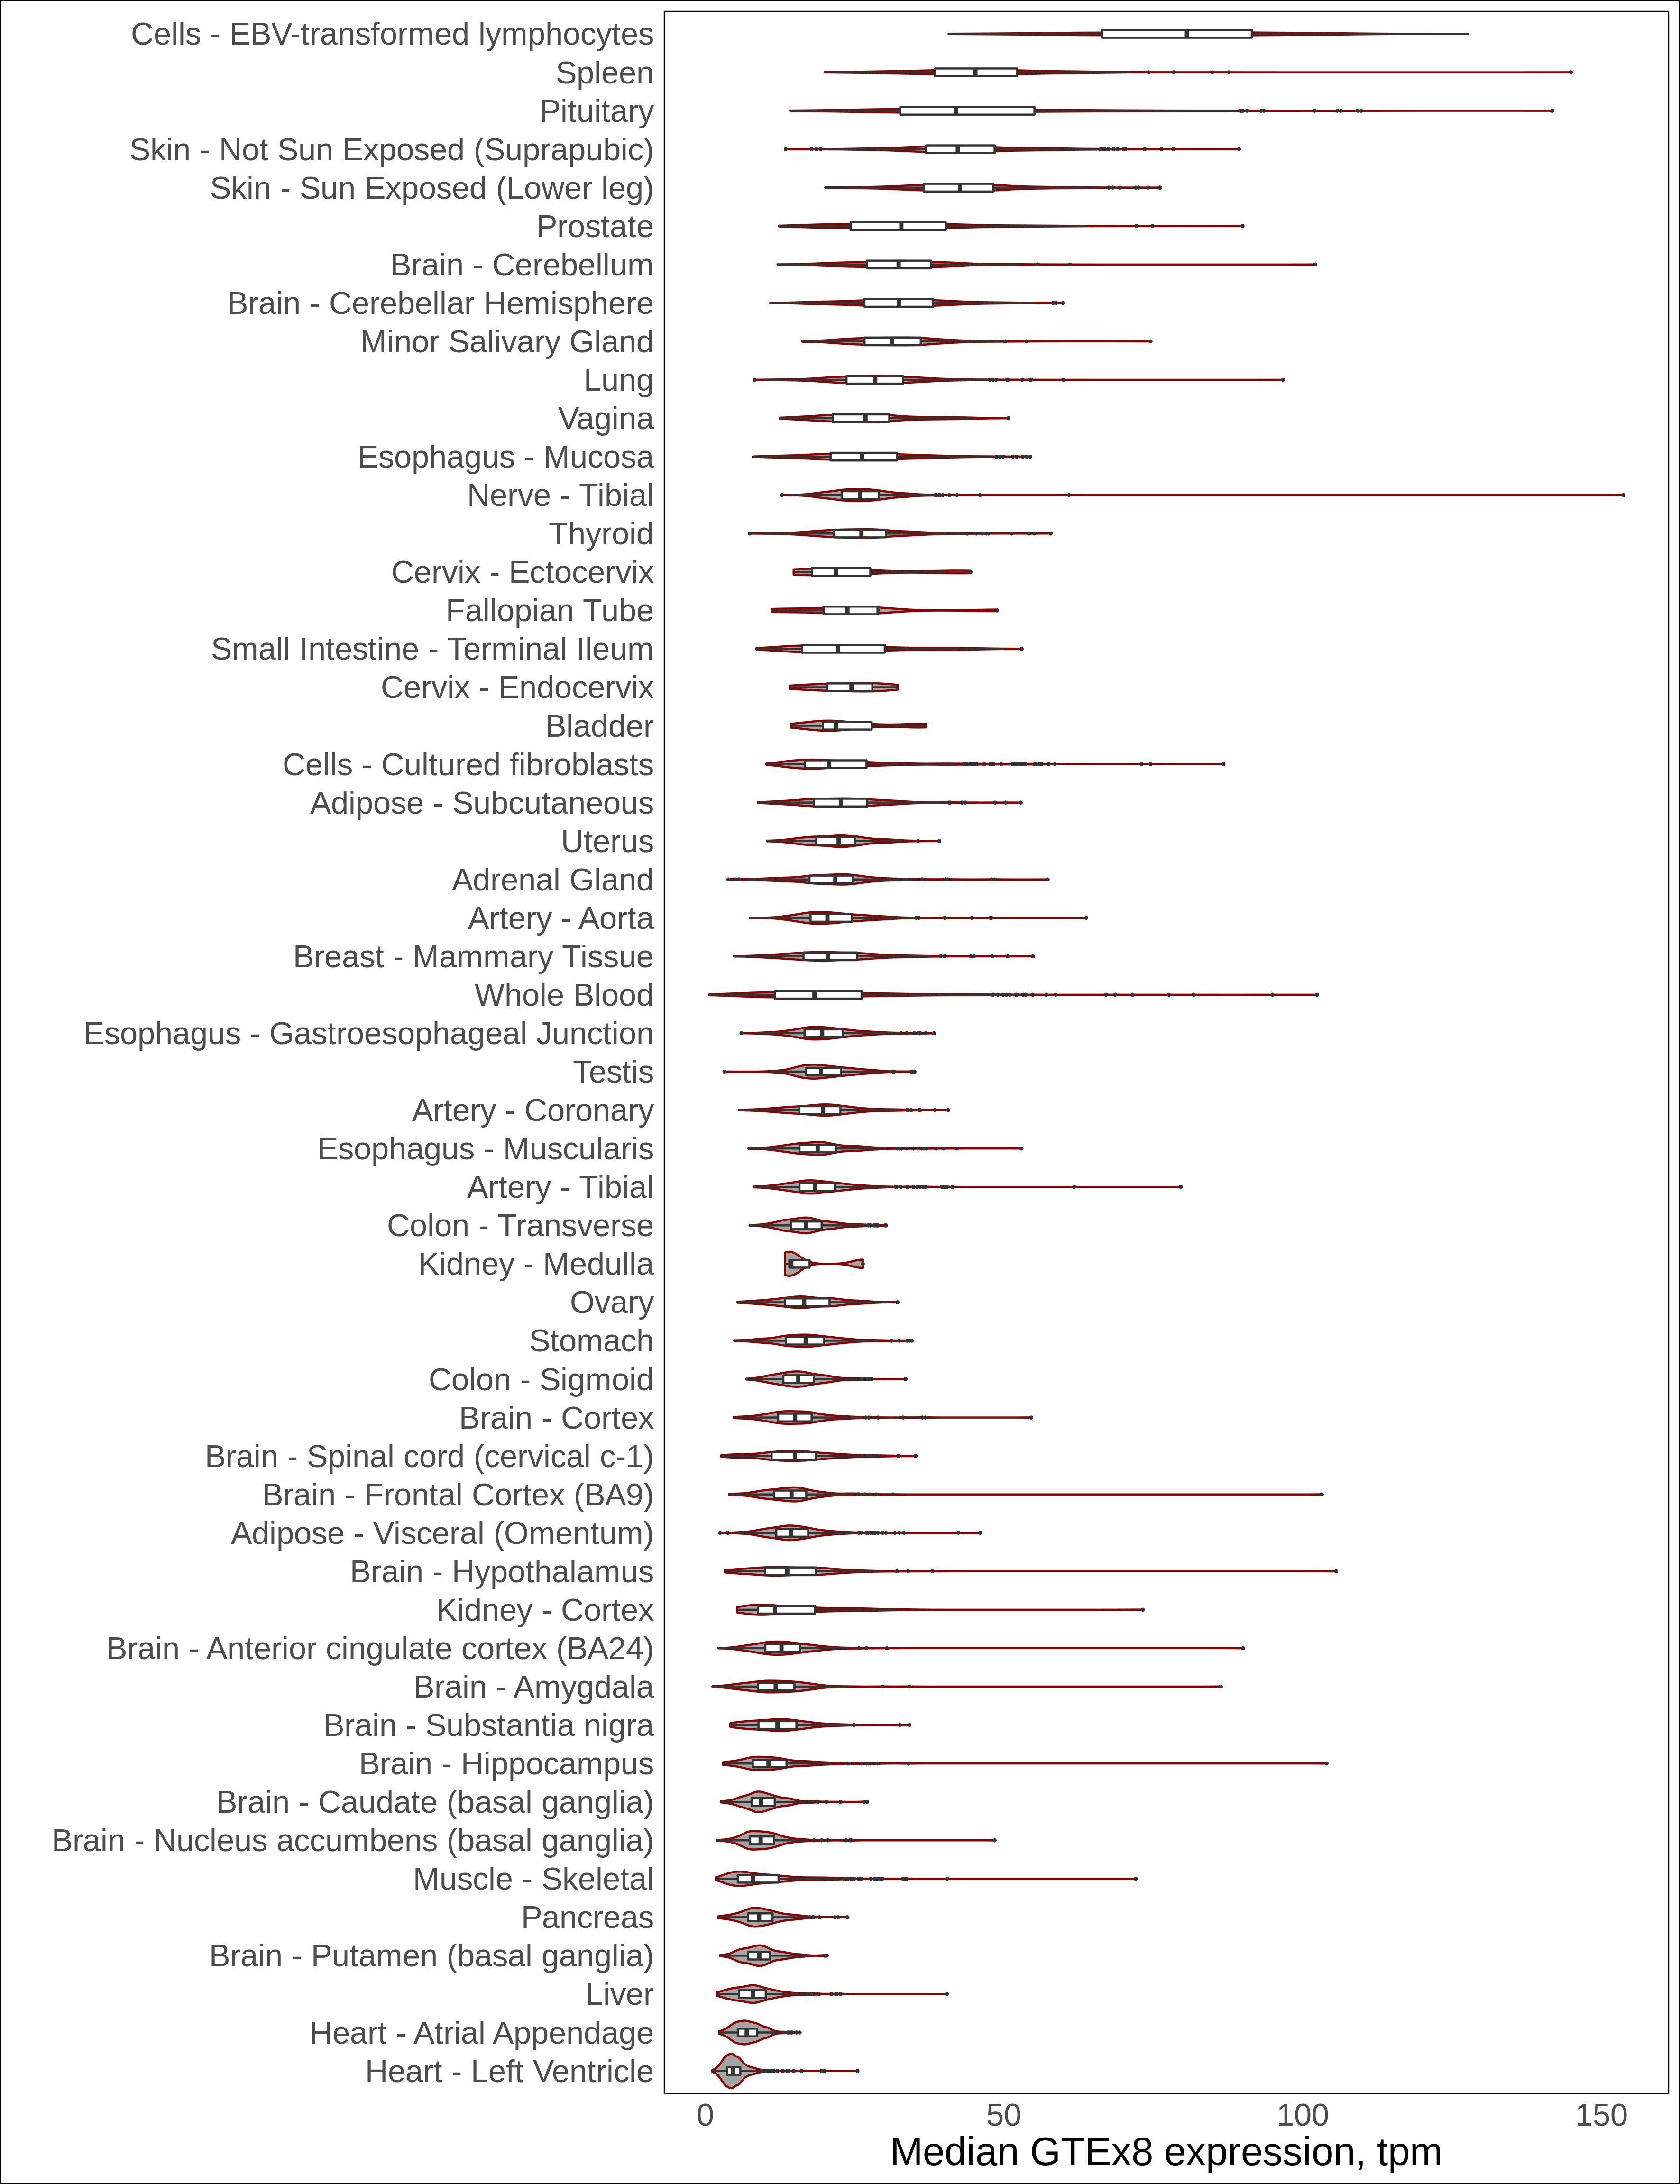 Cells - EBV-transformed lymphocytes
Spleen
Pituitary
Skin - Not Sun Exposed (Suprapubic)
Skin - Sun Exposed (Lower leg)
Prostate
Brain - Cerebellum
Brain - Cerebellar Hemisphere
Minor Salivary Gland
Lung
Vagina
Esophagus - Mucosa
Nerve - Tibial
Thyroid
Cervix - Ectocervix
Fallopian Tube
Small Intestine - Terminal Ileum
Cervix - Endocervix
Bladder
Cells - Cultured fibroblasts
Adipose - Subcutaneous
Uterus
Adrenal Gland
Artery - Aorta
Breast - Mammary Tissue
Whole Blood
Esophagus - Gastroesophageal Junction
Testis
Artery - Coronary
Esophagus - Muscularis
Artery - Tibial
Colon - Transverse
Kidney - Medulla
Ovary
Stomach
Colon - Sigmoid
Brain - Cortex
Brain - Spinal cord (cervical c-1)
Brain - Frontal Cortex (BA9)
Adipose - Visceral (Omentum)
Brain - Hypothalamus
Kidney - Cortex
Brain - Anterior cingulate cortex (BA24)
Brain - Amygdala
Brain - Substantia nigra
Brain - Hippocampus
Brain - Caudate (basal ganglia)
Brain - Nucleus accumbens (basal ganglia)
Muscle - Skeletal
Pancreas
Brain - Putamen (basal ganglia)
Liver
Heart - Atrial Appendage
Heart - Left Ventricle
0 50 100 150
Median GTEx8 expression, tpm